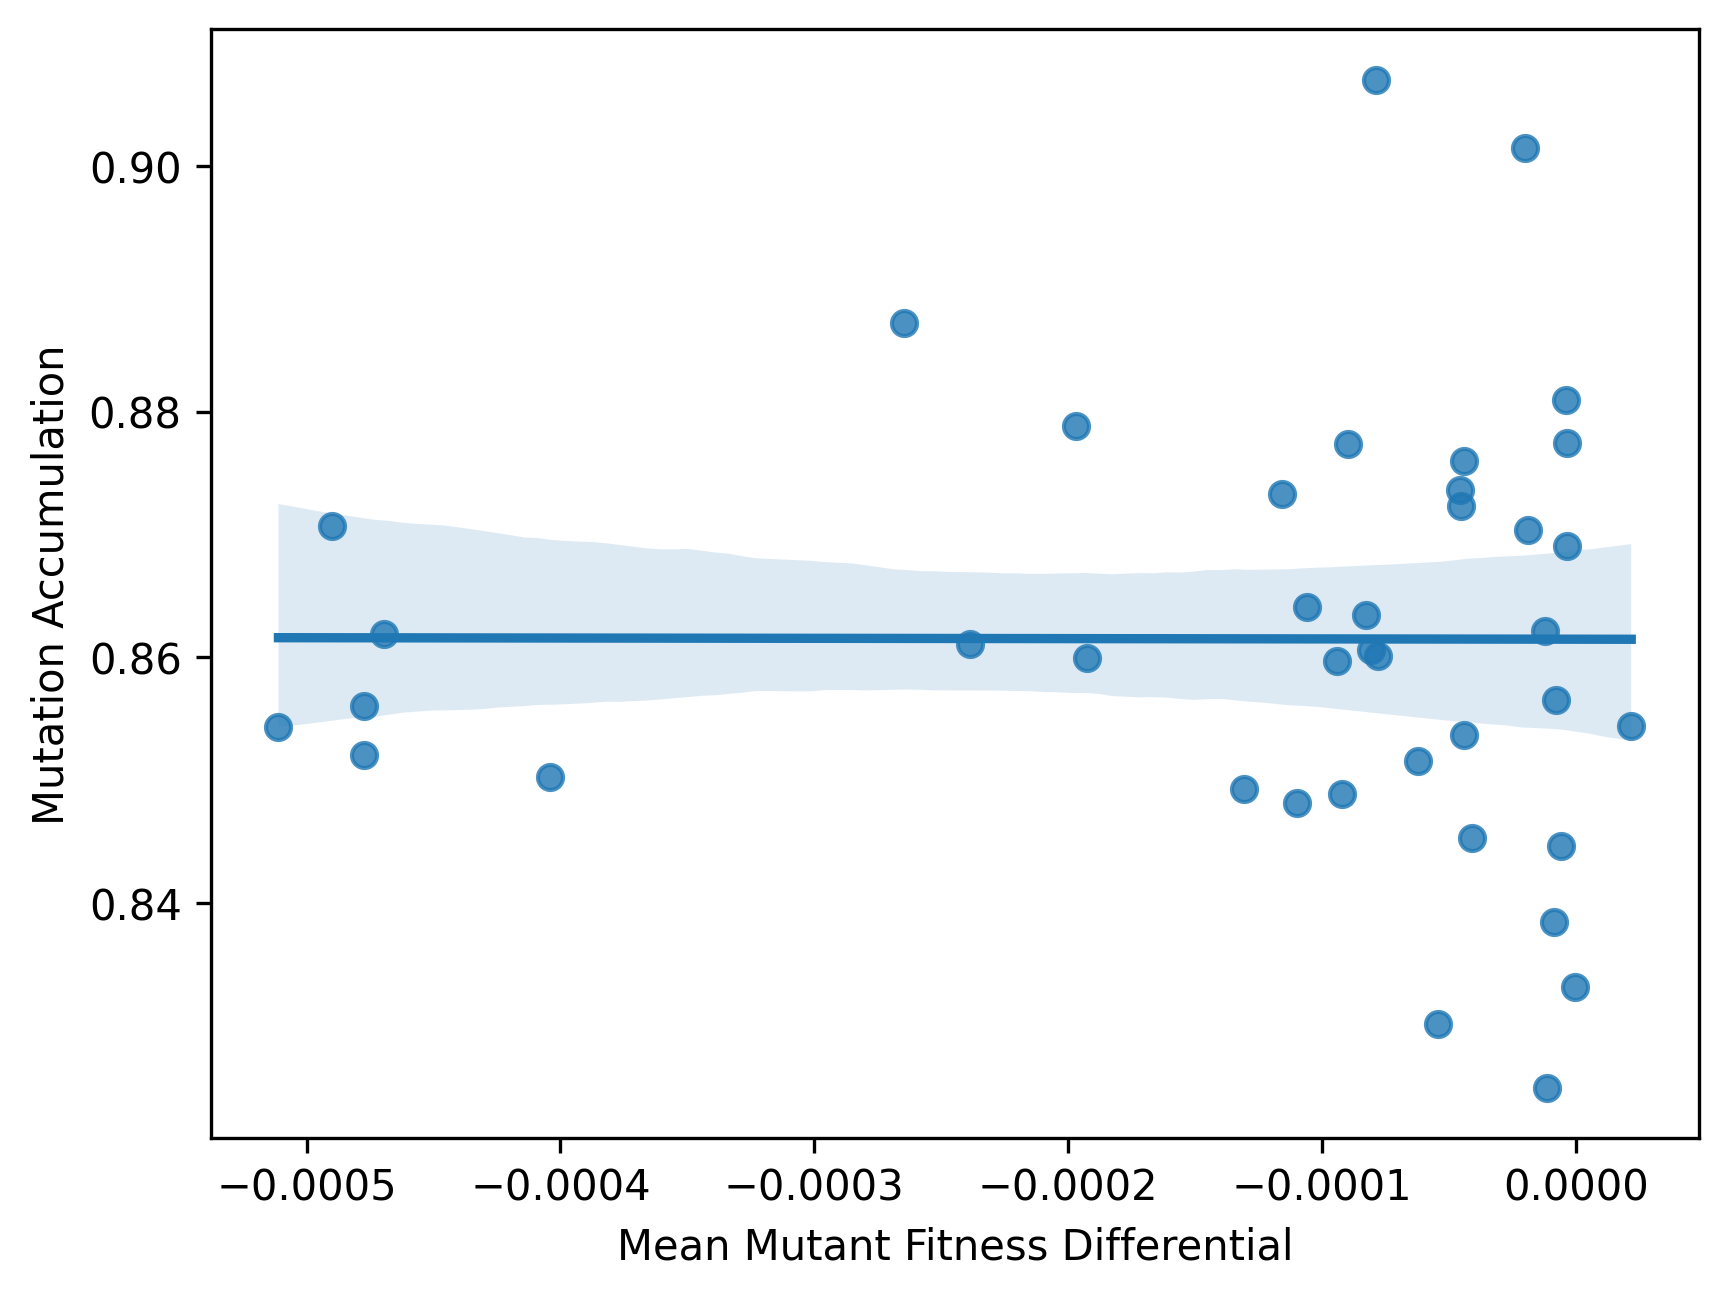 0.90
0.88
0.86
0.84
Mutation Accumulation
−0.0005 −0.0004 −0.0003 −0.0002 −0.0001 0.0000
Mean Mutant Fitness Differential